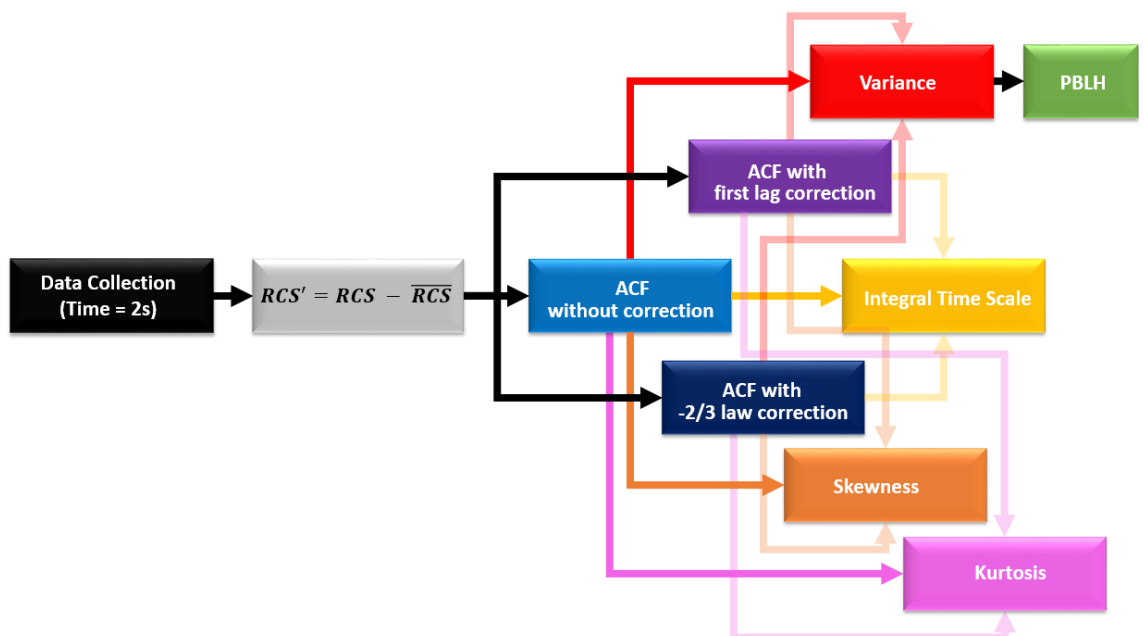 Variance
PBLH
ACF with
first lag correction
Data Collection
(Time = 2s)
RCS′ = RCS − \overline{RCS}
ACF
without correction
Integral Time Scale
ACF with
-2/3 law correction
Skewness
Kurtosis